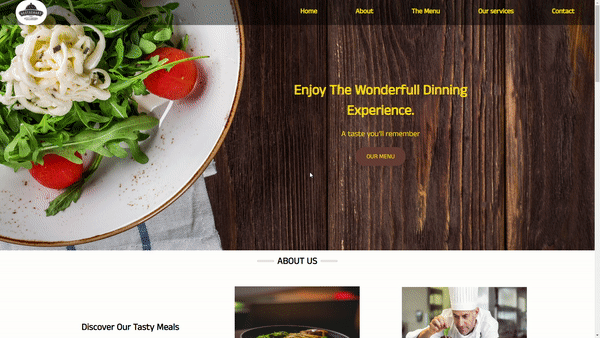 Home About The Menu Our services Contact
Enjoy The Wonderfull Dinning
Experience.
A taste you'll remember
OUR MENU
ABOUT US
Discover Our Tasty Meals